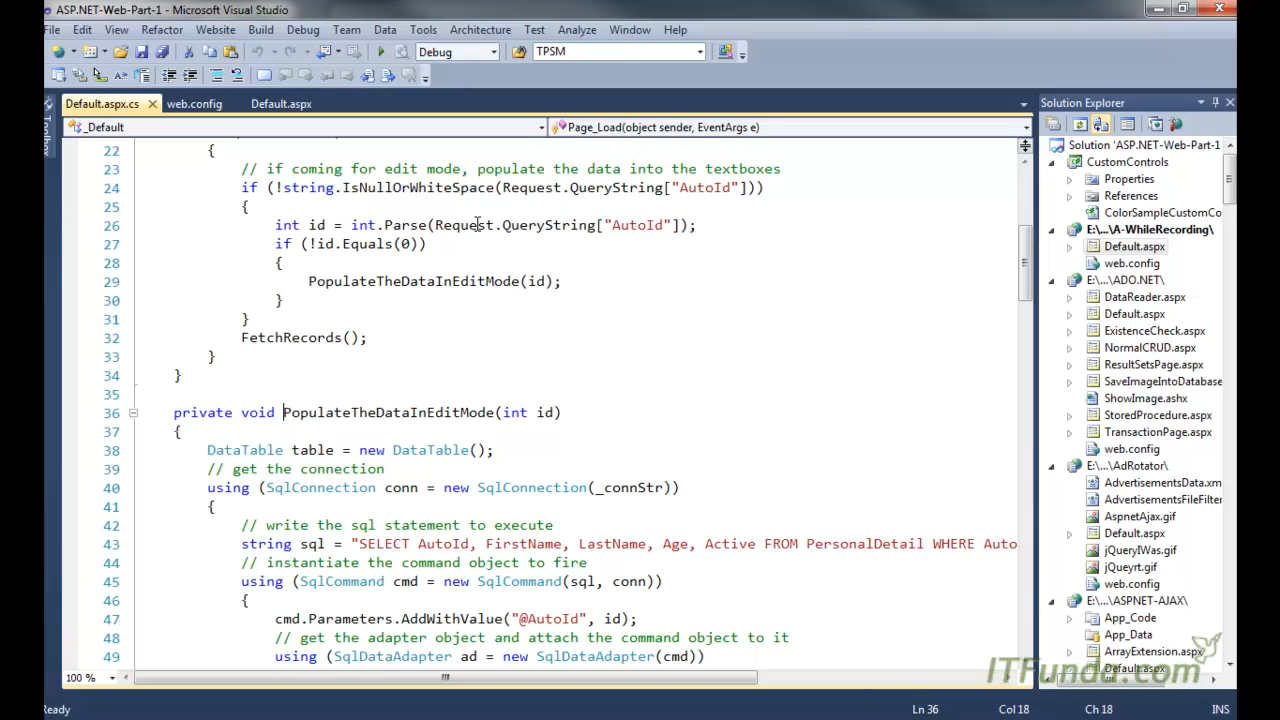 ASP.NET-Web-Part-1 - Microsoft Visual Studio
File Edit View Refactor Website Build Debug Team Data Tools Architecture Test Analyze Window Help
Debug TPSM
Default.aspx.cs web.config Default.aspx
_Default Page_Load(object sender, EventArgs e)
22 {
23 // if coming for edit mode, populate the data into the textboxes
24 if (!string.IsNullOrWhiteSpace(Request.QueryString["AutoId"]))
25 {
26 int id = int.Parse(Request.QueryString["AutoId"]);
27 if (!id.Equals(0))
28 {
29 PopulateTheDataInEditMode(id);
30 }
31 }
32 FetchRecords();
33 }
34 }
35
36 private void PopulateTheDataInEditMode(int id)
37 {
38 DataTable table = new DataTable();
39 // get the connection
40 using (SqlConnection conn = new SqlConnection(_connStr))
41 {
42 // write the sql statement to execute
43 string sql = "SELECT AutoId, FirstName, LastName, Age, Active FROM PersonalDetail WHERE Auto
44 // instantiate the command object to fire
45 using (SqlCommand cmd = new SqlCommand(sql, conn))
46 {
47 cmd.Parameters.AddWithValue("@AutoId", id);
48 // get the adapter object and attach the command object to it
49 using (SqlDataAdapter ad = new SqlDataAdapter(cmd))
100 %
Toolbox
Solution Explorer
Solution 'ASP.NET-Web-Part-1
CustomControls
Properties
References
ColorSampleCustomCo
E:\...\A-WhileRecording\
Default.aspx
web.config
E:\...\ADO.NET\
DataReader.aspx
Default.aspx
ExistenceCheck.aspx
NormalCRUD.aspx
ResultSetsPage.aspx
SaveImageIntoDatabase
ShowImage.ashx
StoredProcedure.aspx
TransactionPage.aspx
web.config
E:\...\AdRotator\
AdvertisementsData.xm
AdvertisementsFileFilter
AspnetAjax.gif
Default.aspx
jQueryIWas.gif
jQueyrt.gif
web.config
E:\...\ASPNET-AJAX\
App_Code
App_Data
ArrayExtension.aspx
Default.aspx
ITFunda.com
Ready Ln 36 Col 18 Ch 18 INS